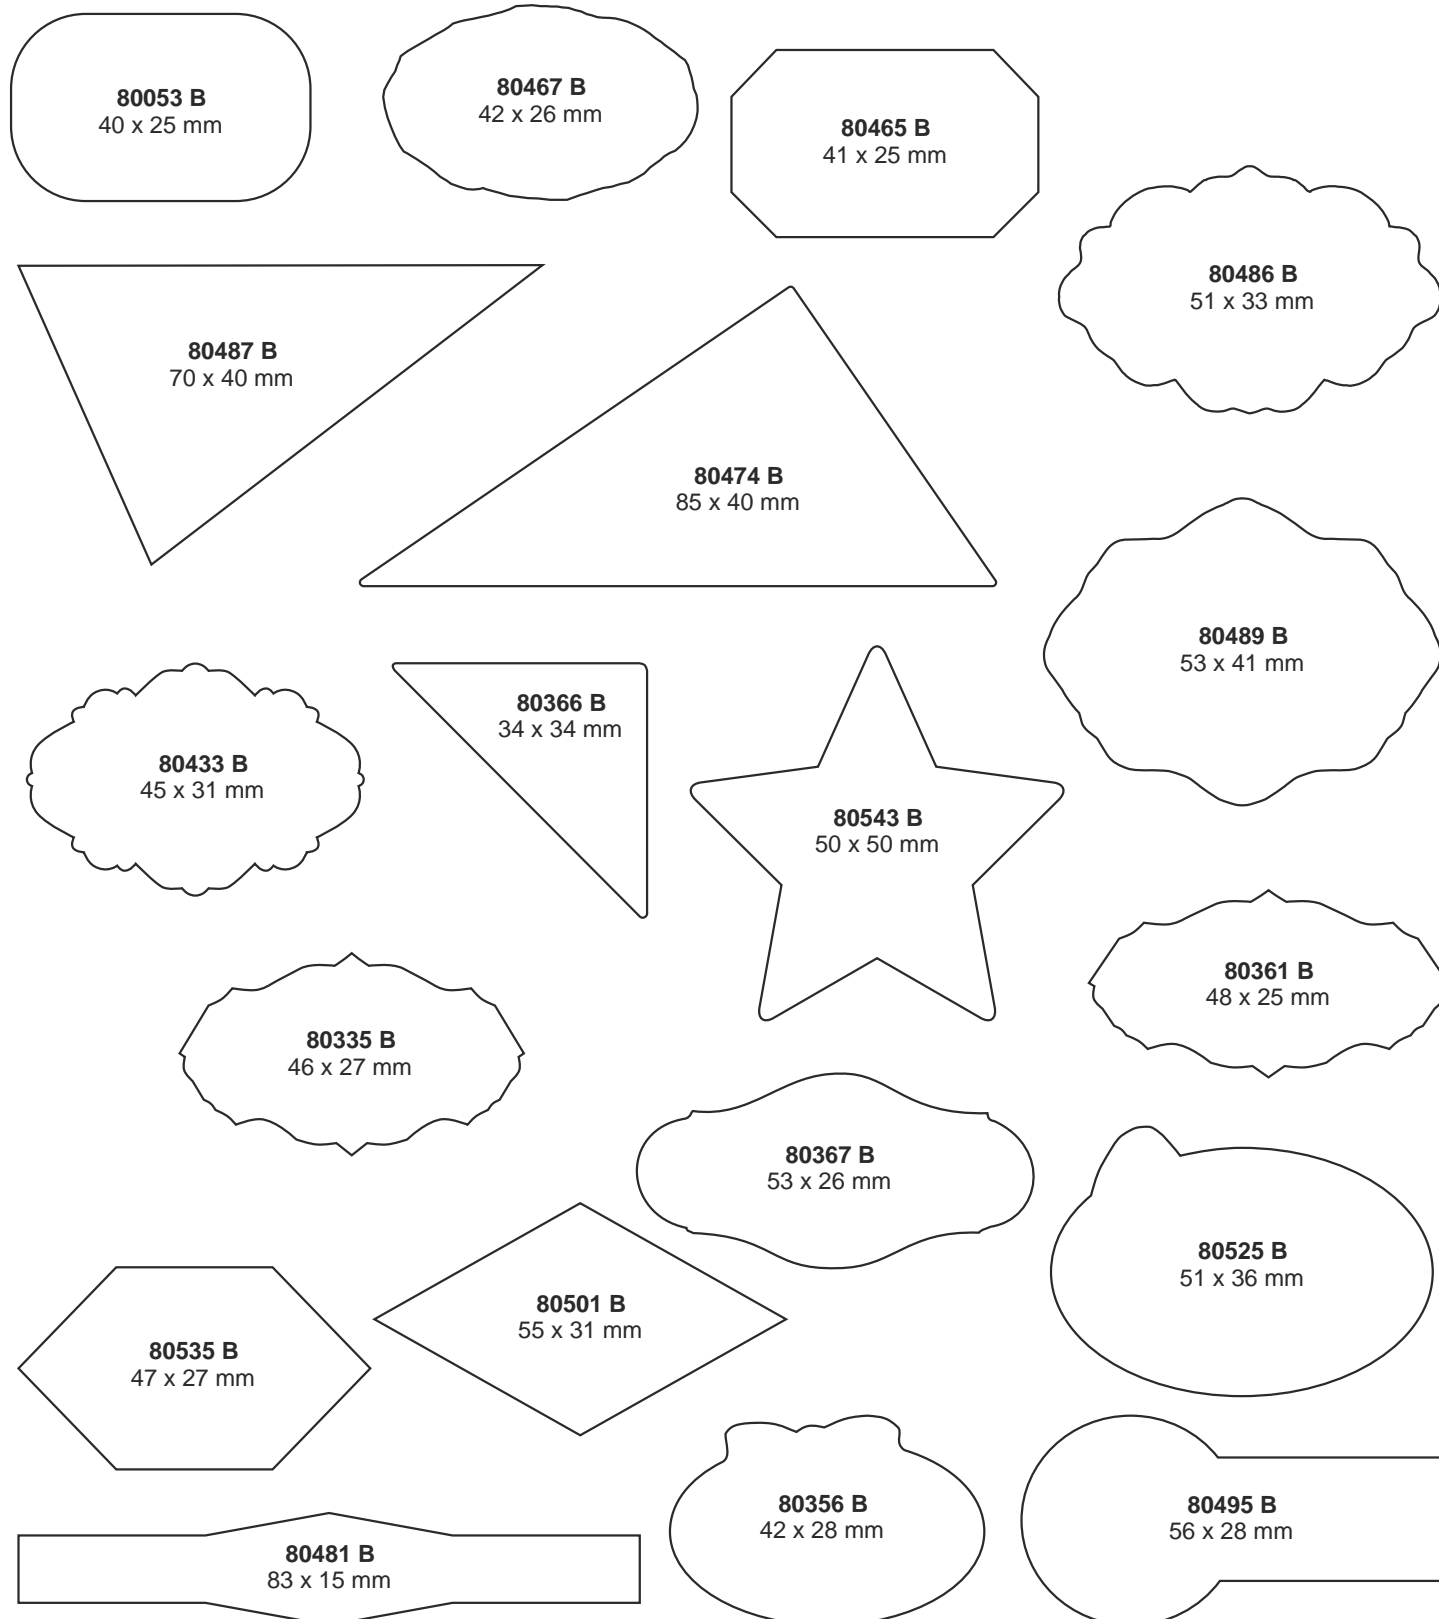 80053 B
40 x 25 mm
80467 B
42 x 26 mm
80465 B
41 x 25 mm
80486 B
51 x 33 mm
80487 B
70 x 40 mm
80474 B
85 x 40 mm
80489 B
53 x 41 mm
80366 B
34 x 34 mm
80433 B
45 x 31 mm
80543 B
50 x 50 mm
80361 B
48 x 25 mm
80335 B
46 x 27 mm
80367 B
53 x 26 mm
80525 B
51 x 36 mm
80501 B
55 x 31 mm
80535 B
47 x 27 mm
80356 B
42 x 28 mm
80495 B
56 x 28 mm
80481 B
83 x 15 mm